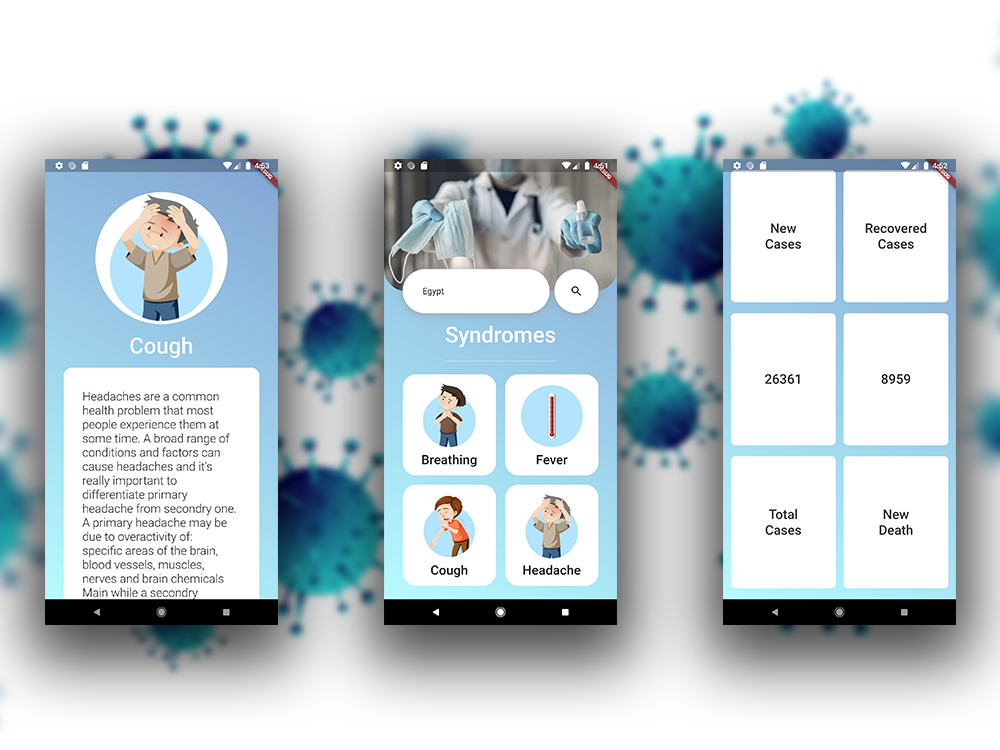 4:53
DEBUG
Cough
Headaches are a common
health problem that most
people experience them at
some time. A broad range of
conditions and factors can
cause headaches and it's
really important to
differentiate primary
headache from secondry one.
A primary headache may be
due to overactivity of:
specific areas of the brain,
blood vessels, muscles,
nerves and brain chemicals
Main while a secondry
4:51
DEBUG
Egypt
Syndromes
Breathing
Fever
Cough
Headache
4:52
DEBUG
New
Cases
Recovered
Cases
26361
8959
Total
Cases
New
Death